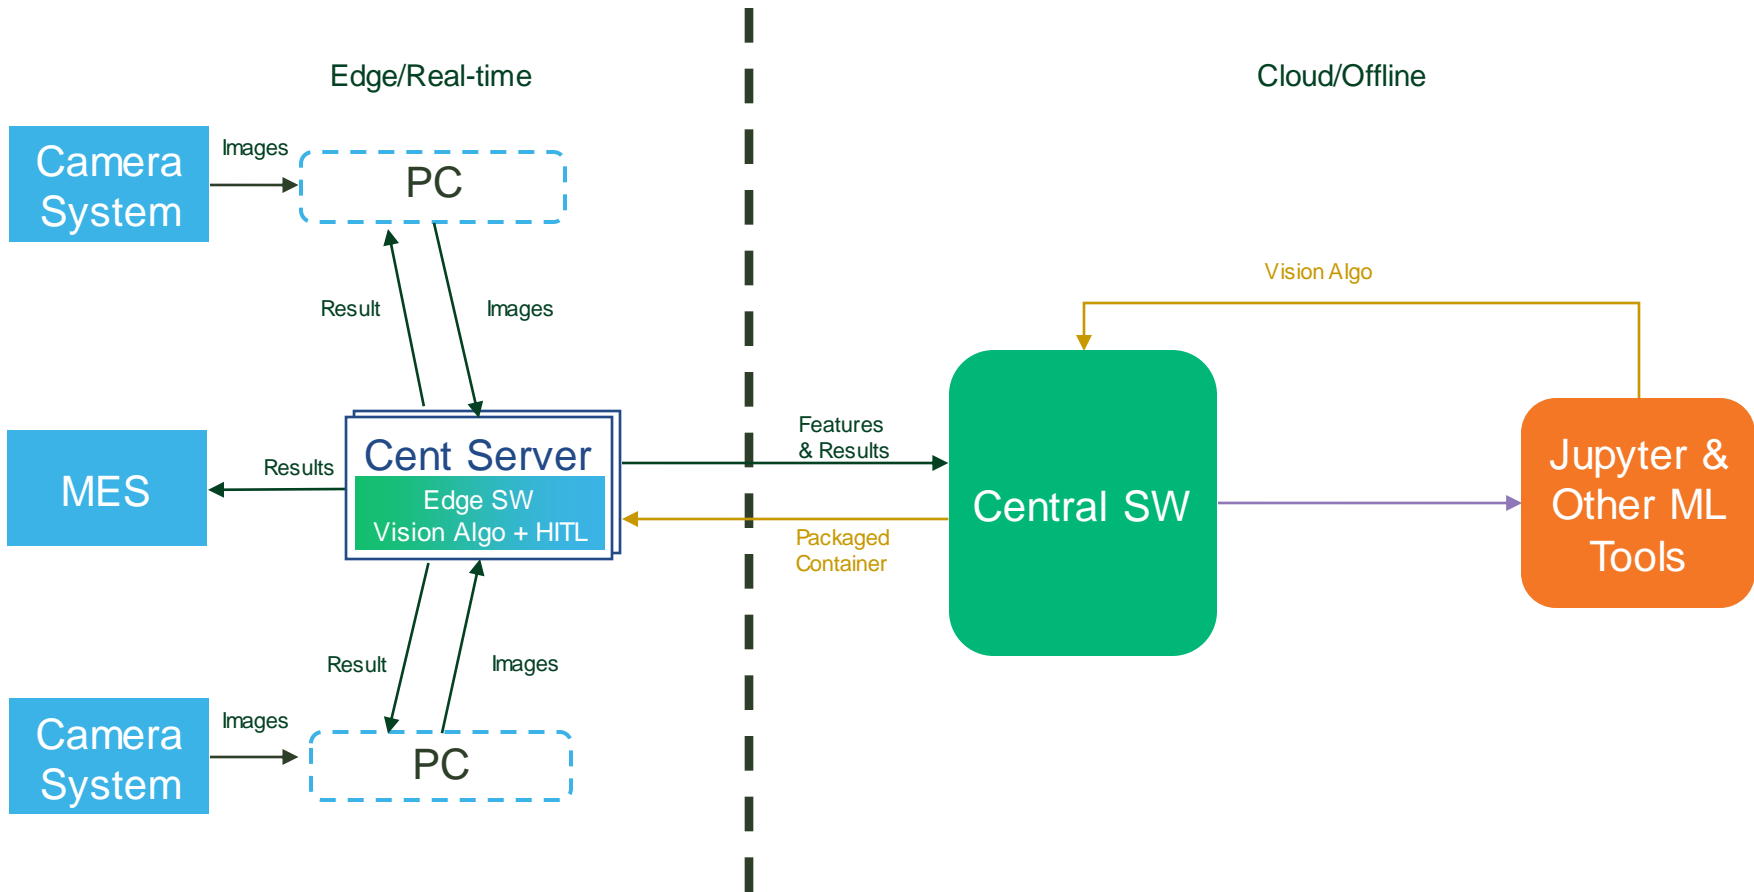 Edge/Real-time
Cloud/Offline
Camera
System
Images
PC
Result
Images
Vision Algo
MES
Results
Cent Server
Edge SW
Vision Algo + HITL
Features
& Results
Packaged
Container
Central SW
Jupyter &
Other ML
Tools
Result
Images
Camera
System
Images
PC